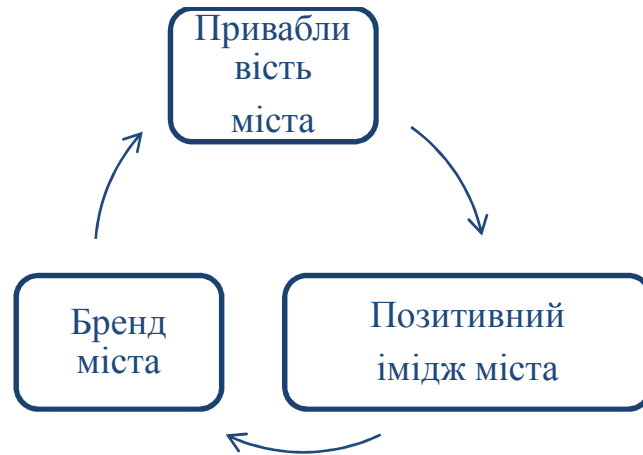 Привабли
вість
міста
Бренд
міста
Позитивний
імідж міста